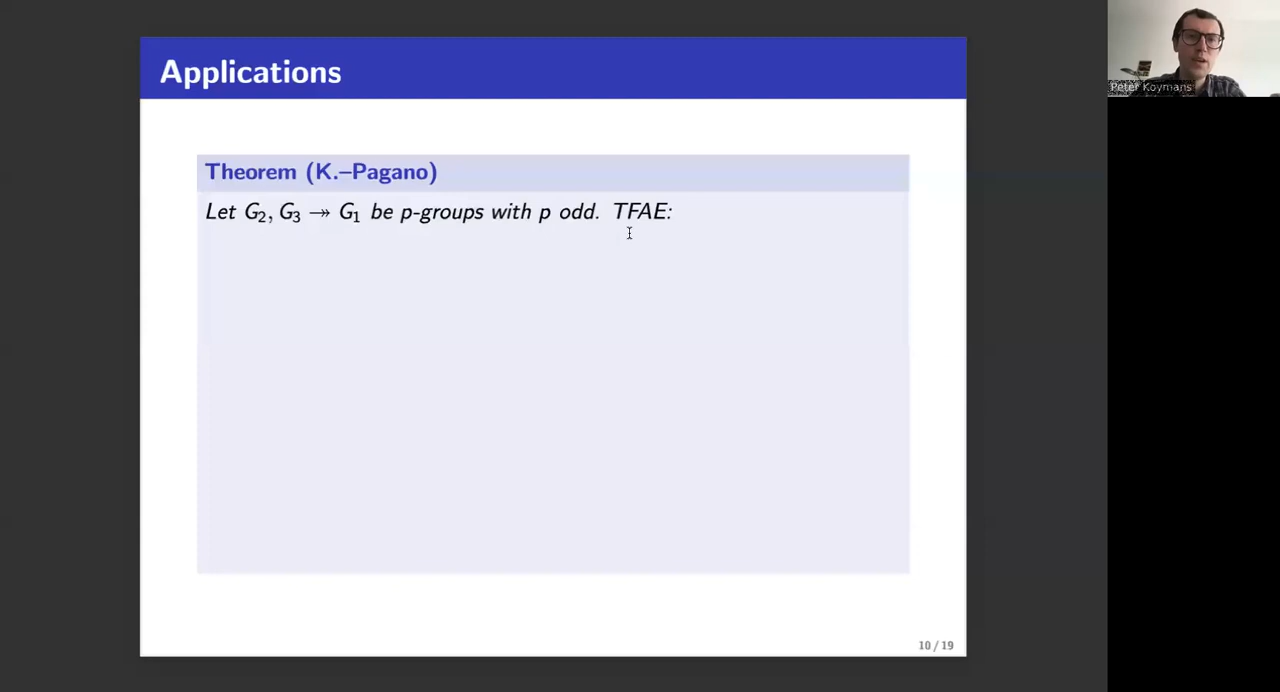 Applications
Peter Koymans
Theorem (K.–Pagano)
Let G₂, G₃ ↠ G₁ be p-groups with p odd. TFAE:
10 / 19